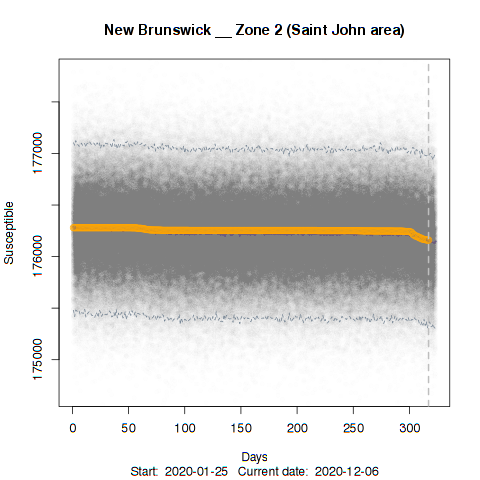 New Brunswick __ Zone 2 (Saint John area)
Susceptible
177000
176000
175000
0 50 100 150 200 250 300
Days
Start: 2020-01-25 Current date: 2020-12-06